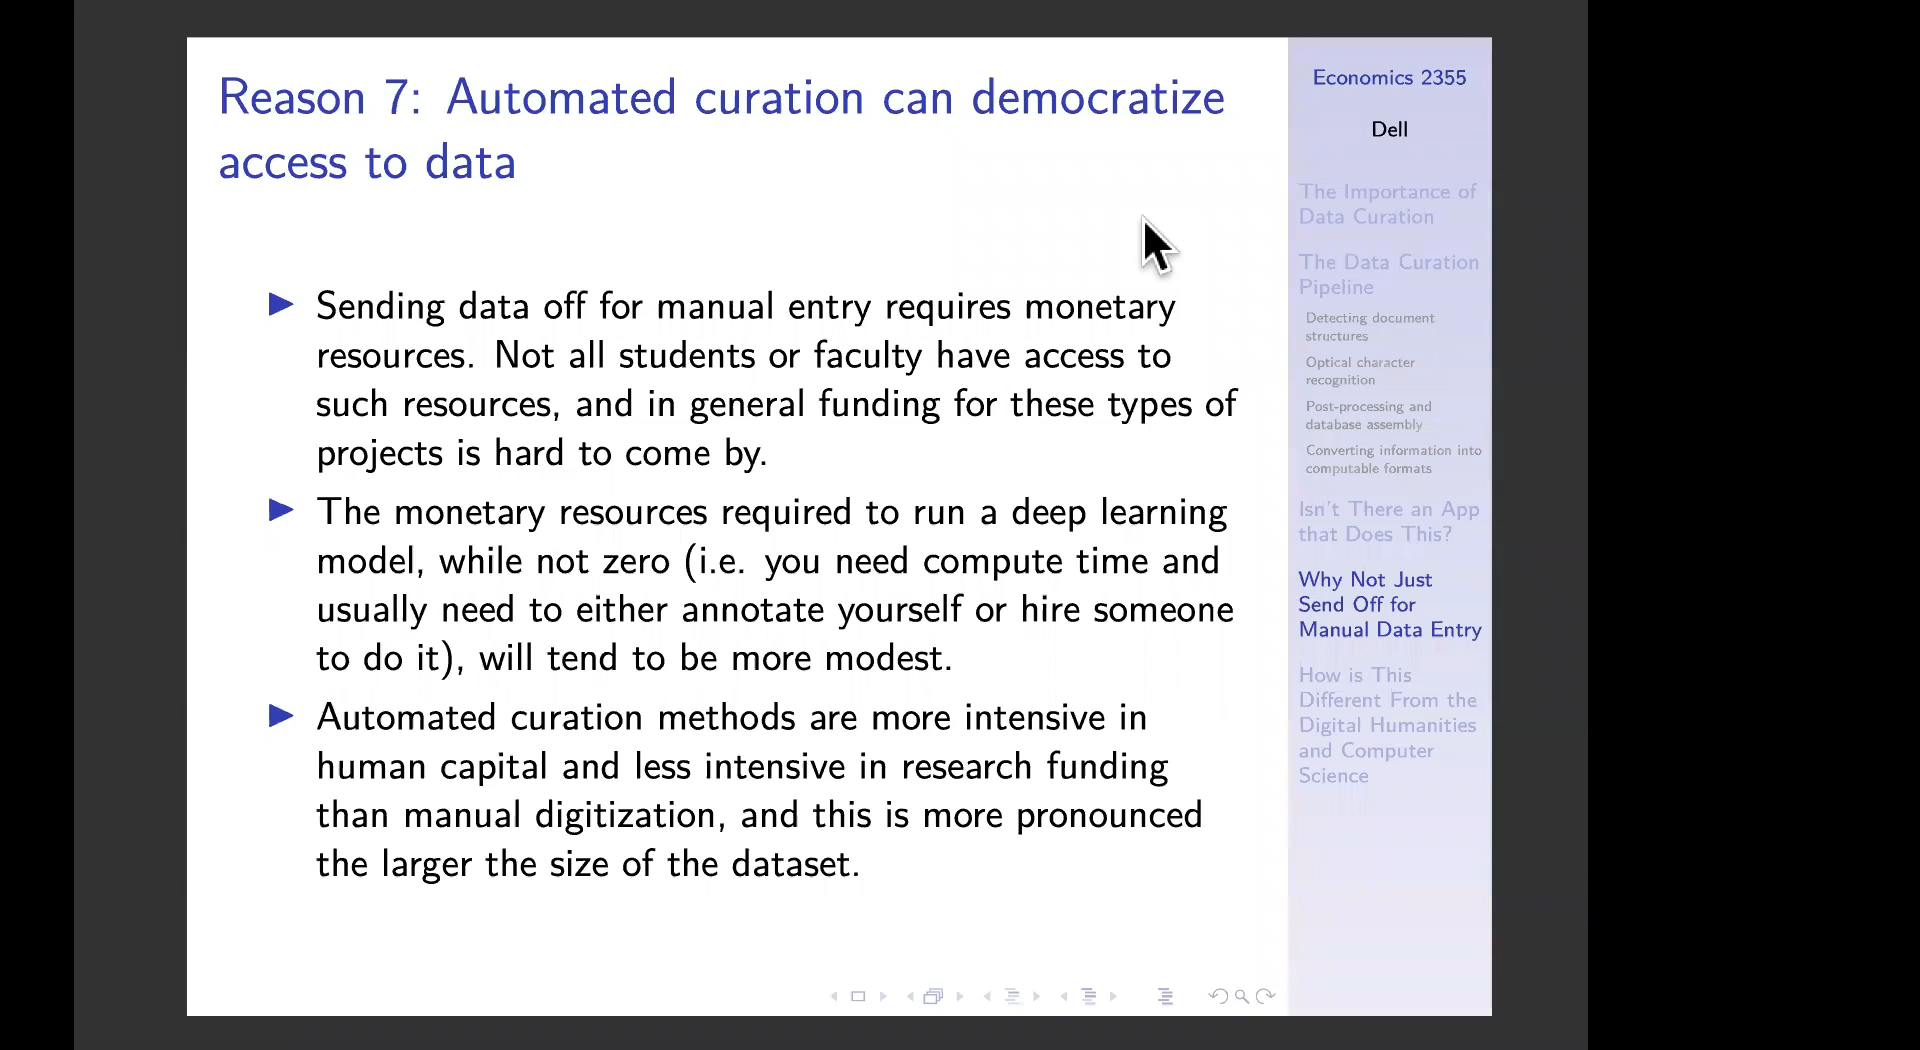 Reason 7: Automated curation can democratize
access to data
Sending data off for manual entry requires monetary
resources. Not all students or faculty have access to
such resources, and in general funding for these types of
projects is hard to come by.
The monetary resources required to run a deep learning
model, while not zero (i.e. you need compute time and
usually need to either annotate yourself or hire someone
to do it), will tend to be more modest.
Automated curation methods are more intensive in
human capital and less intensive in research funding
than manual digitization, and this is more pronounced
the larger the size of the dataset.
Economics 2355
Dell
The Importance of
Data Curation
The Data Curation
Pipeline
Detecting document
structures
Optical character
recognition
Post-processing and
database assembly
Converting information into
computable formats
Isn't There an App
that Does This?
Why Not Just
Send Off for
Manual Data Entry
How is This
Different From the
Digital Humanities
and Computer
Science